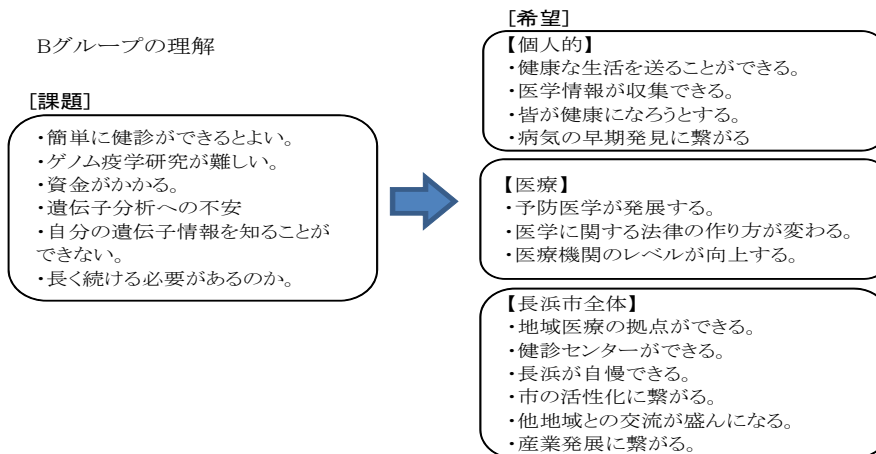 Bグループの理解
[課題]
・簡単に健診ができるとよい。
・ゲノム疫学研究が難しい。
・資金がかかる。
・遺伝子分析への不安
・自分の遺伝子情報を知ることが
できない。
・長く続ける必要があるのか。
[希望]
【個人的】
・健康な生活を送ることができる。
・医学情報が収集できる。
・皆が健康になろうとする。
・病気の早期発見に繋がる
【医療】
・予防医学が発展する。
・医学に関する法律の作り方が変わる。
・医療機関のレベルが向上する。
【長浜市全体】
・地域医療の拠点ができる。
・健診センターができる。
・長浜が自慢できる。
・市の活性化に繋がる。
・他地域との交流が盛んになる。
・産業発展に繋がる。